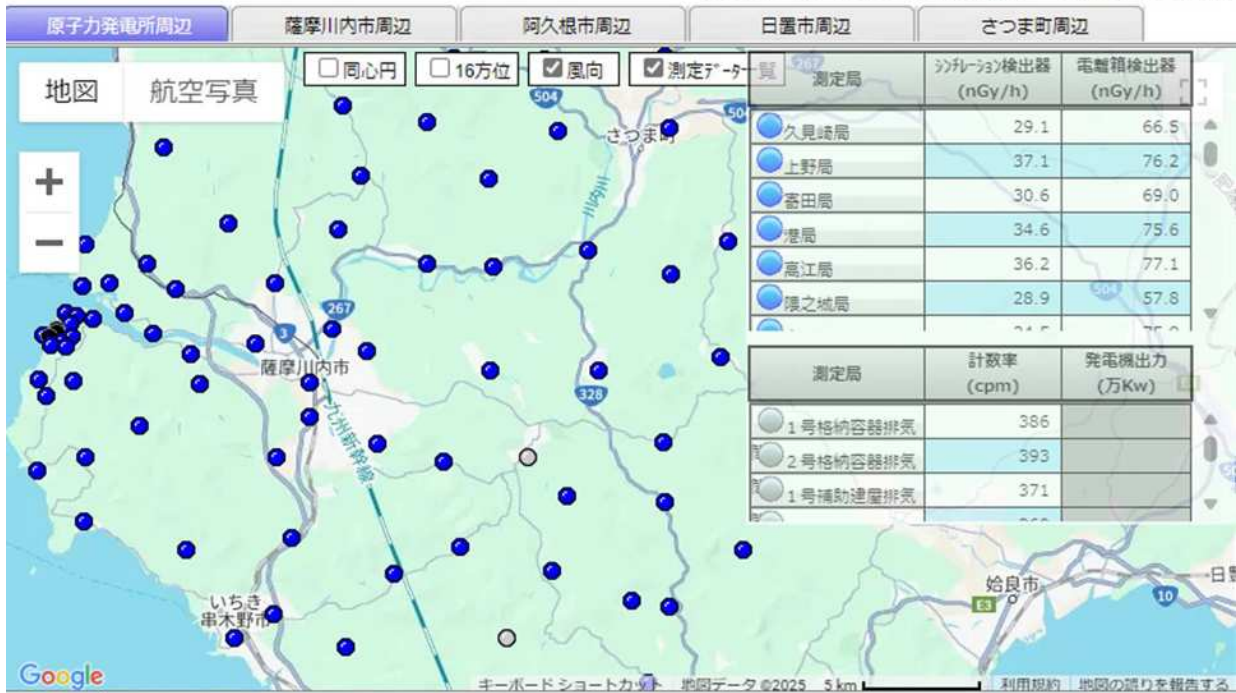 原子力発電所周辺
薩摩川内市周辺
阿久根市周辺
日置市周辺
さつま町周辺
地図
航空写真
同心円
16方位
風向
測定データ一覧
267
504
504
さつま町
川内川
+
−
測定局
シンチレーション検出器
(nGy/h)
電離箱検出器
(nGy/h)
久見崎局 29.1 66.5
上野局 37.1 76.2
寄田局 30.6 69.0
港局 34.6 75.6
高江局 36.2 77.1
隈之城局 28.9 57.8
504
267
3
薩摩川内市
328
九州新幹線
測定局
計数率
(cpm)
発電機出力
(万Kw)
1号格納容器排気 386
2号格納容器排気 393
1号補助建屋排気 371
いちき
串木野市
姶良市
E3
10
Google
キーボード ショートカット
地図データ ©2025
5 km
利用規約
地図の誤りを報告する